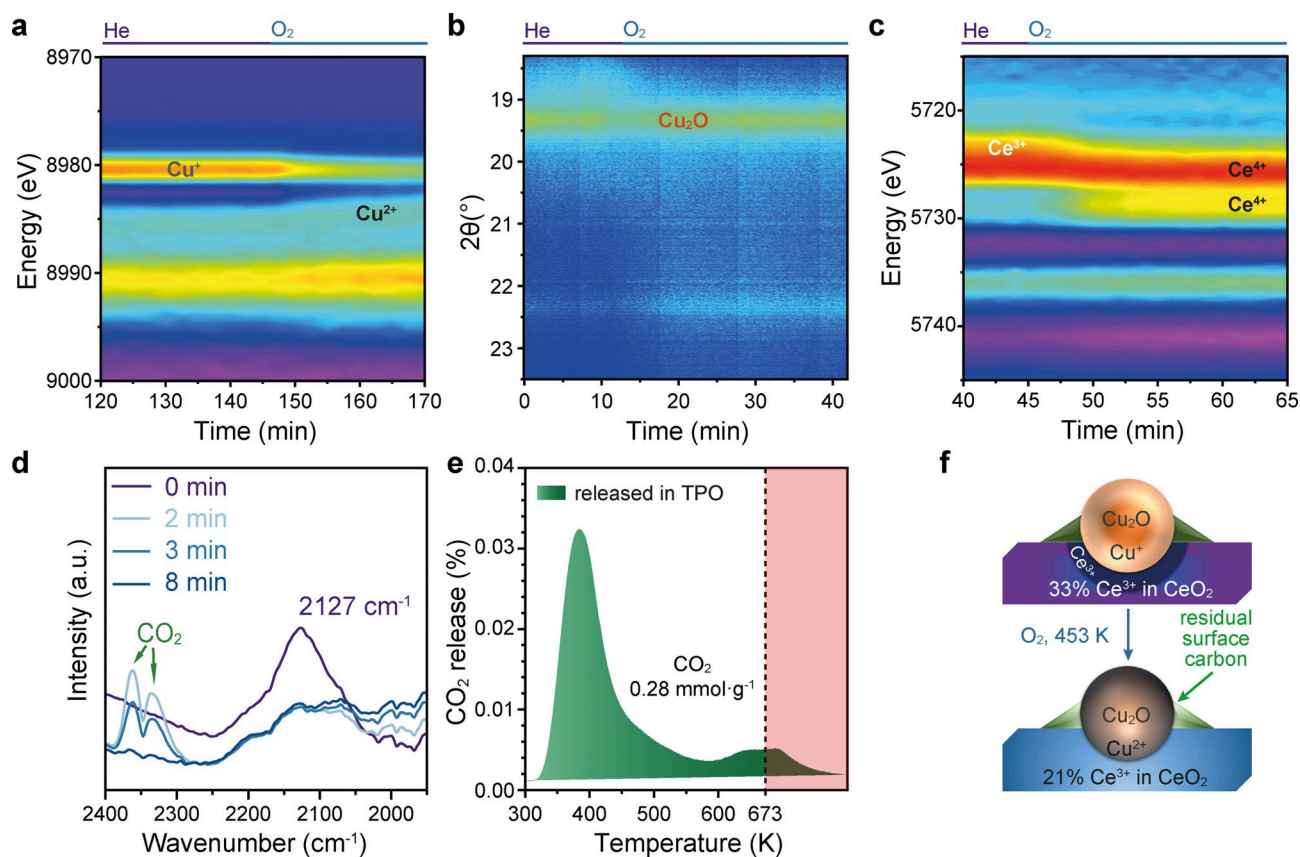 a
He O₂
8970
8980
8990
9000
Energy (eV)
Cu⁺
Cu²⁺
120 130 140 150 160 170
Time (min)
b
He O₂
19
20
21
22
23
2θ(°)
Cu₂O
0 10 20 30 40
Time (min)
c
He O₂
5720
5730
5740
Energy (eV)
Ce³⁺
Ce⁴⁺
Ce⁴⁺
40 45 50 55 60 65
Time (min)
d
0 min
2 min
3 min
8 min
2127 cm⁻¹
CO₂
Intensity (a.u.)
2400 2300 2200 2100 2000
Wavenumber (cm⁻¹)
e
0.04
0.03
0.02
0.01
0.00
CO₂ release (%)
released in TPO
CO₂
0.28 mmol·g⁻¹
300 400 500 600 673
Temperature (K)
f
Cu₂O
Cu⁺
Ce³⁺
33% Ce³⁺ in CeO₂
O₂, 453 K
residual
surface
carbon
Cu₂O
Cu²⁺
21% Ce³⁺ in CeO₂